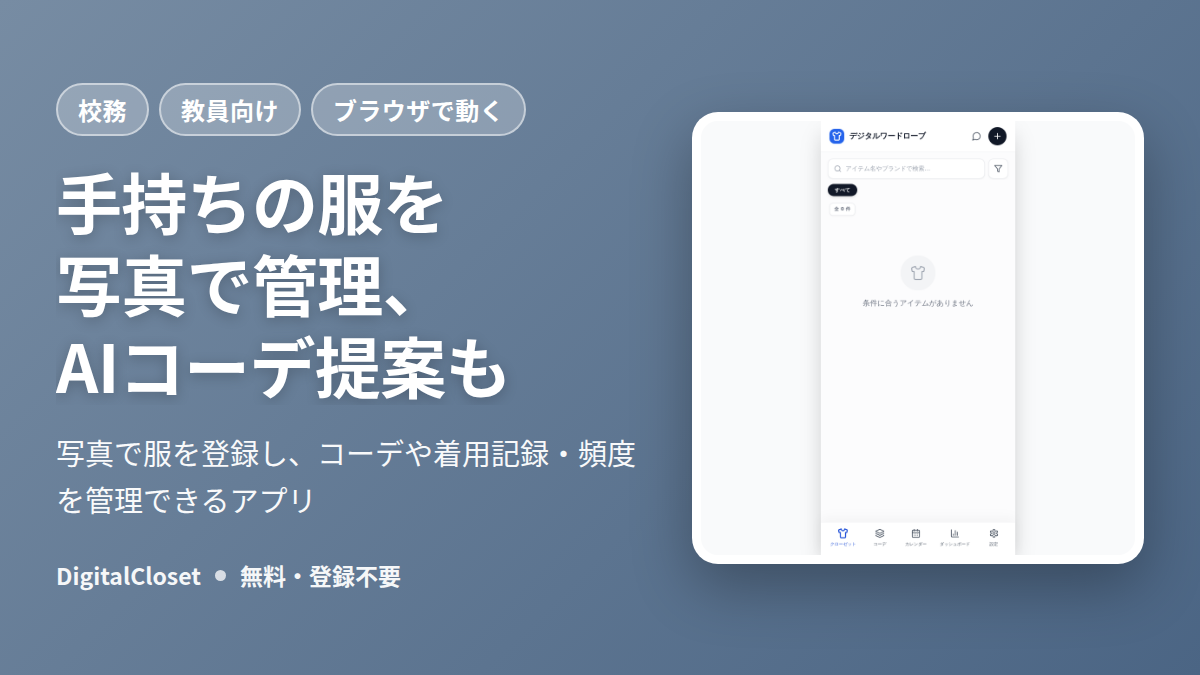 校務
教員向け
ブラウザで動く
手持ちの服を
写真で管理、
AIコーデ提案も
写真で服を登録し、コーデや着用記録・頻度
を管理できるアプリ
DigitalCloset ● 無料・登録不要
デジタルワードローブ
アイテム名やブランドで検索...
すべて
全 0 件
条件に合うアイテムがありません
クローゼット
コーデ
カレンダー
ダッシュボード
設定